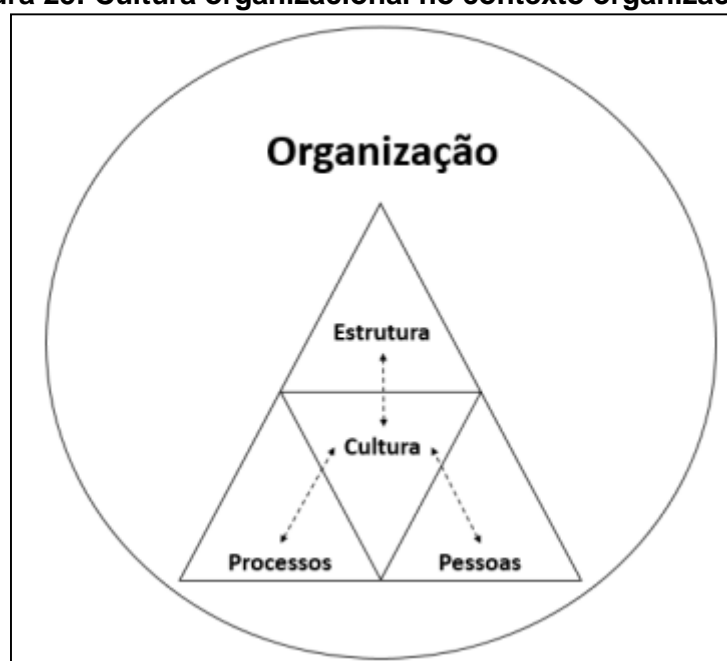 Cultura organizacional no contexto
Organização
Estrutura
Cultura
Processos
Pessoas